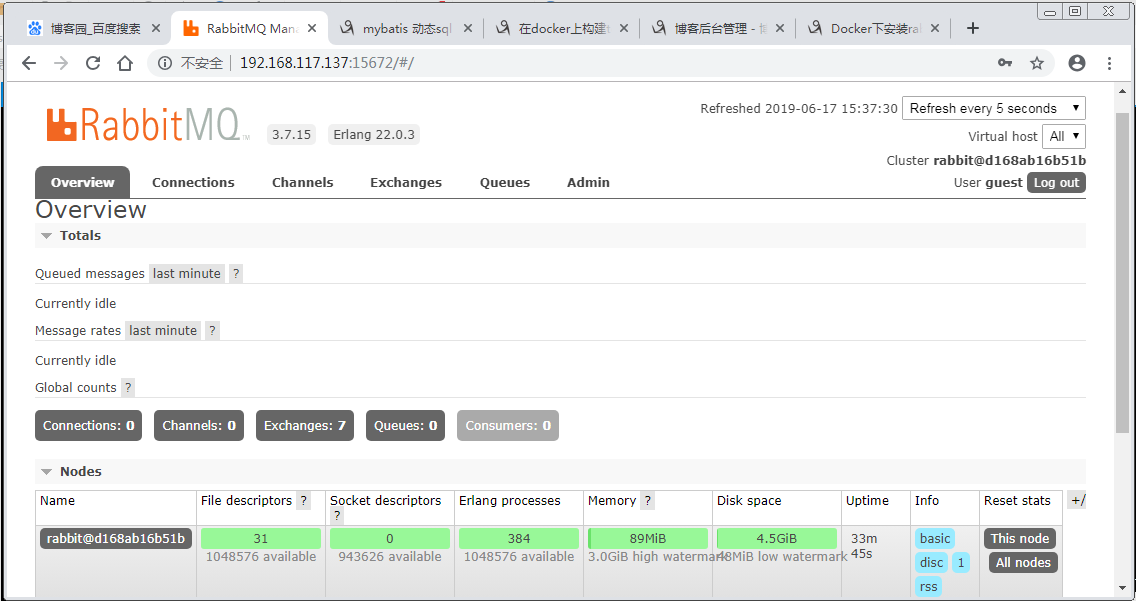 博客园_百度搜索 RabbitMQ Man mybatis 动态sql 在docker上构建 博客后台管理 - Docker下安装ra
不安全 192.168.117.137:15672/#/
RabbitMQ TM 3.7.15 Erlang 22.0.3
Refreshed 2019-06-17 15:37:30 Refresh every 5 seconds
Virtual host All
Cluster rabbit@d168ab16b51b
User guest Log out
Overview Connections Channels Exchanges Queues Admin
Overview
Totals
Queued messages last minute ?
Currently idle
Message rates last minute ?
Currently idle
Global counts ?
Connections: 0 Channels: 0 Exchanges: 7 Queues: 0 Consumers: 0
Nodes
Name File descriptors ? Socket descriptors ? Erlang processes Memory ? Disk space Uptime Info Reset stats +/
rabbit@d168ab16b51b 31 0 384 89MiB 4.5GiB 33m 45s basic This node
1048576 available 943626 available 1048576 available 3.0GiB high watermark 48MiB low watermark disc 1 All nodes
rss